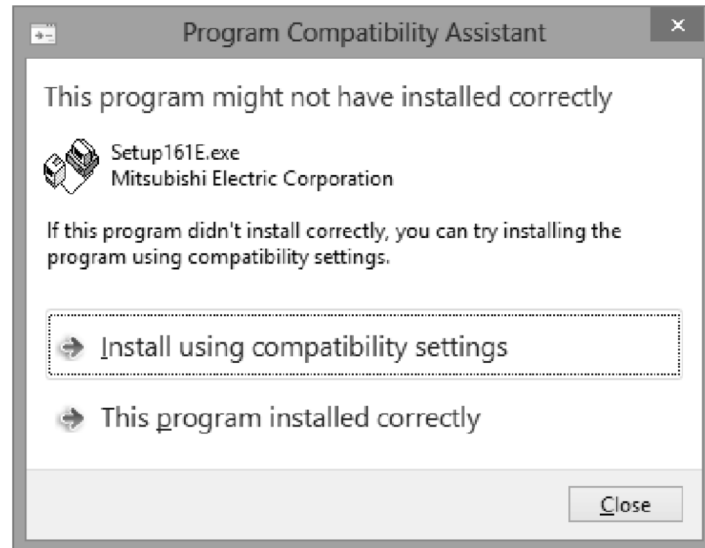 Program Compatibility Assistant
This program might not have installed correctly
Setup161E.exe
Mitsubishi Electric Corporation
If this program didn't install correctly, you can try installing the
program using compatibility settings.
Install using compatibility settings
This program installed correctly
Close